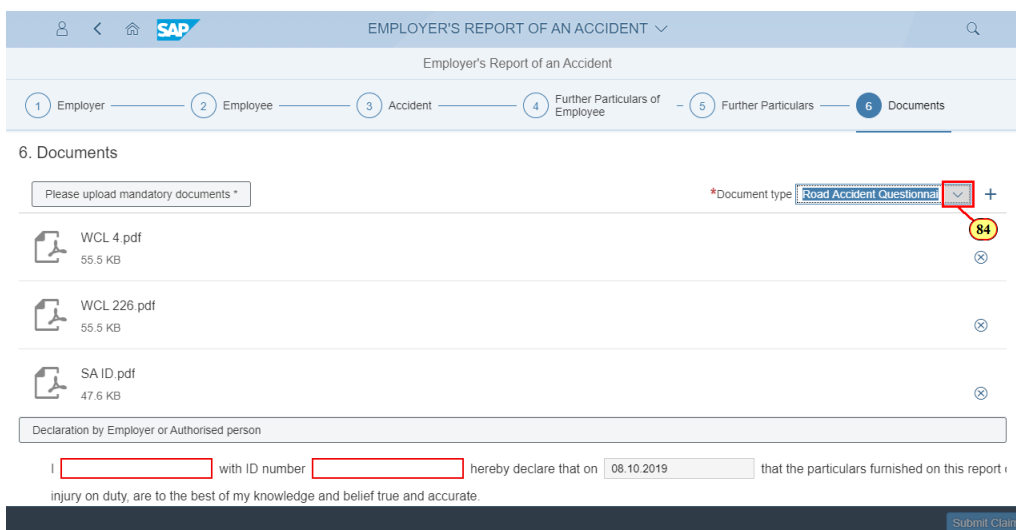 SAP EMPLOYER'S REPORT OF AN ACCIDENT
Employer's Report of an Accident
1 Employer 2 Employee 3 Accident 4 Further Particulars of Employee 5 Further Particulars 6 Documents
6. Documents
Please upload mandatory documents * *Document type Road Accident Questionnai
84
WCL 4.pdf
55.5 KB
WCL 226.pdf
55.5 KB
SA ID.pdf
47.6 KB
Declaration by Employer or Authorised person
I with ID number hereby declare that on 08.10.2019 that the particulars furnished on this report
injury on duty, are to the best of my knowledge and belief true and accurate.
Submit Claim